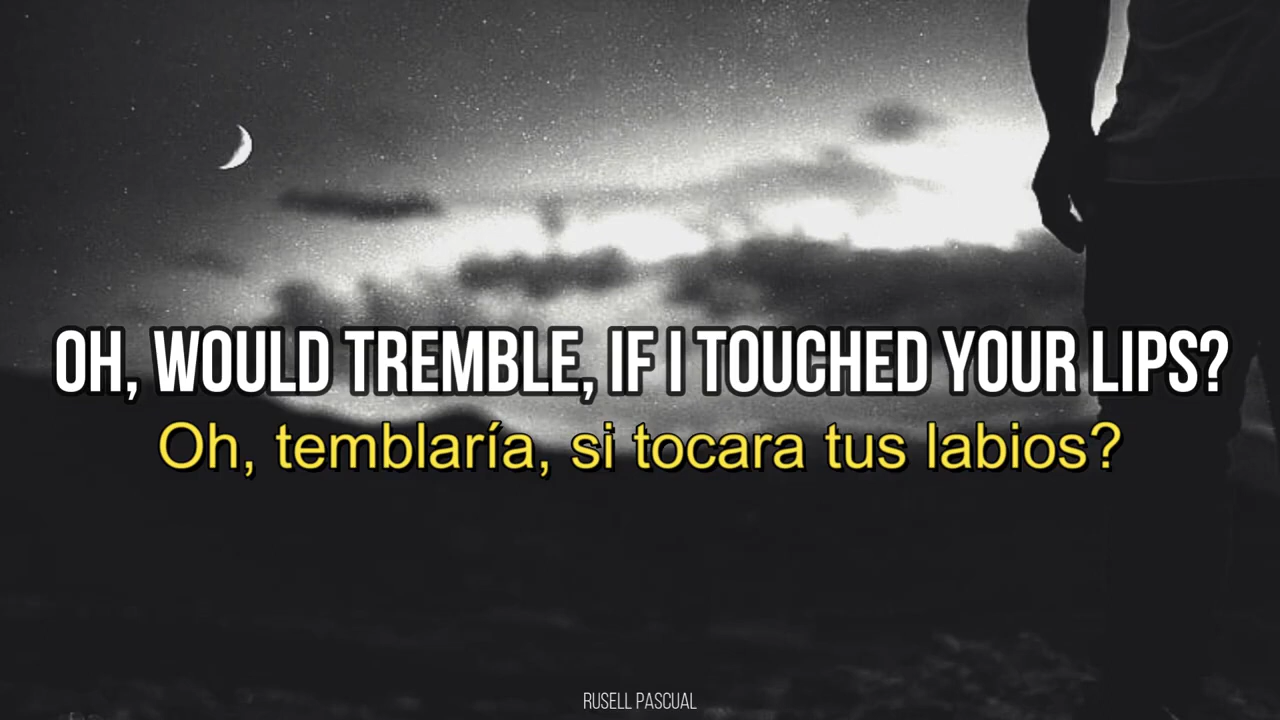 OH, WOULD TREMBLE, IF I TOUCHED YOUR LIPS?
Oh, temblaría, si tocara tus labios?
RUSELL PASCUAL